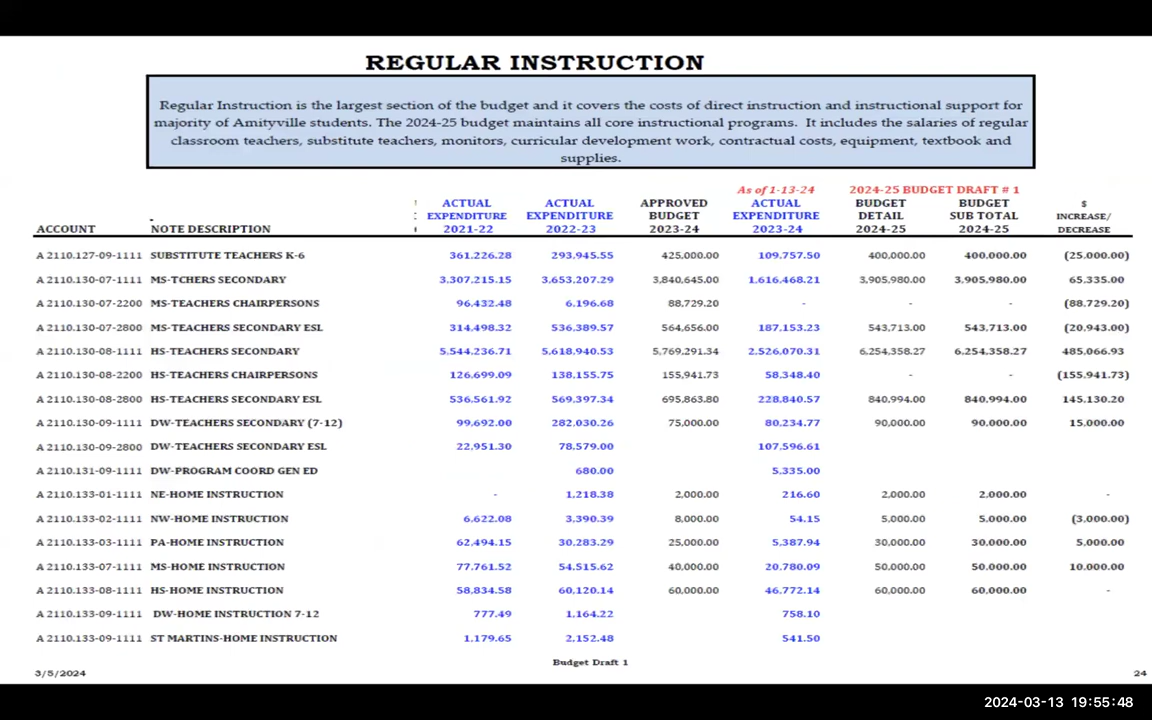 REGULAR INSTRUCTION
Regular Instruction is the largest section of the budget and it covers the costs of direct instruction and instructional support for
majority of Amityville students. The 2024-25 budget maintains all core instructional programs. It includes the salaries of regular
classroom teachers, substitute teachers, monitors, curricular development work, contractual costs, equipment, textbook and
supplies.
As of 1-13-24 2024-25 BUDGET DRAFT # 1
ACTUAL ACTUAL APPROVED ACTUAL BUDGET BUDGET $
EXPENDITURE EXPENDITURE BUDGET EXPENDITURE DETAIL SUB TOTAL INCREASE/
ACCOUNT NOTE DESCRIPTION 2021-22 2022-23 2023-24 2023-24 2024-25 2024-25 DECREASE
A 2110.127-09-1111 SUBSTITUTE TEACHERS K-6 361,226.28 293,945.55 425,000.00 109,757.50 400,000.00 400,000.00 (25,000.00)
A 2110.130-07-1111 MS-TCHERS SECONDARY 3,307,215.15 3,653,207.29 3,840,645.00 1,616,468.21 3,905,980.00 3,905,980.00 65,335.00
A 2110.130-07-2200 MS-TEACHERS CHAIRPERSONS 96,432.48 6,196.68 88,729.20 - - - (88,729.20)
A 2110.130-07-2800 MS-TEACHERS SECONDARY ESL 314,498.32 536,389.57 564,656.00 187,153.23 543,713.00 543,713.00 (20,943.00)
A 2110.130-08-1111 HS-TEACHERS SECONDARY 5,544,236.71 5,618,940.53 5,769,291.34 2,526,070.31 6,254,358.27 6,254,358.27 485,066.93
A 2110.130-08-2200 HS-TEACHERS CHAIRPERSONS 126,699.09 138,155.75 155,941.73 58,348.40 - - (155,941.73)
A 2110.130-08-2800 HS-TEACHERS SECONDARY ESL 536,561.92 569,397.34 695,863.80 228,840.57 840,994.00 840,994.00 145,130.20
A 2110.130-09-1111 DW-TEACHERS SECONDARY (7-12) 99,692.00 282,030.26 75,000.00 80,234.77 90,000.00 90,000.00 15,000.00
A 2110.130-09-2800 DW-TEACHERS SECONDARY ESL 22,951.30 78,579.00 107,596.61
A 2110.131-09-1111 DW-PROGRAM COORD GEN ED 680.00 5,335.00
A 2110.133-01-1111 NE-HOME INSTRUCTION - 1,218.38 2,000.00 216.60 2,000.00 2,000.00 -
A 2110.133-02-1111 NW-HOME INSTRUCTION 6,622.08 3,390.39 8,000.00 54.15 5,000.00 5,000.00 (3,000.00)
A 2110.133-03-1111 PA-HOME INSTRUCTION 62,494.15 30,283.29 25,000.00 5,387.94 30,000.00 30,000.00 5,000.00
A 2110.133-07-1111 MS-HOME INSTRUCTION 77,761.52 54,515.62 40,000.00 20,780.09 50,000.00 50,000.00 10,000.00
A 2110.133-08-1111 HS-HOME INSTRUCTION 58,834.58 60,120.14 60,000.00 46,772.14 60,000.00 60,000.00 -
A 2110.133-09-1111 DW-HOME INSTRUCTION 7-12 777.49 1,164.22 758.10
A 2110.133-09-1111 ST MARTINS-HOME INSTRUCTION 1,179.65 2,152.48 541.50
Budget Draft 1
3/5/2024 24
2024-03-13 19:55:48